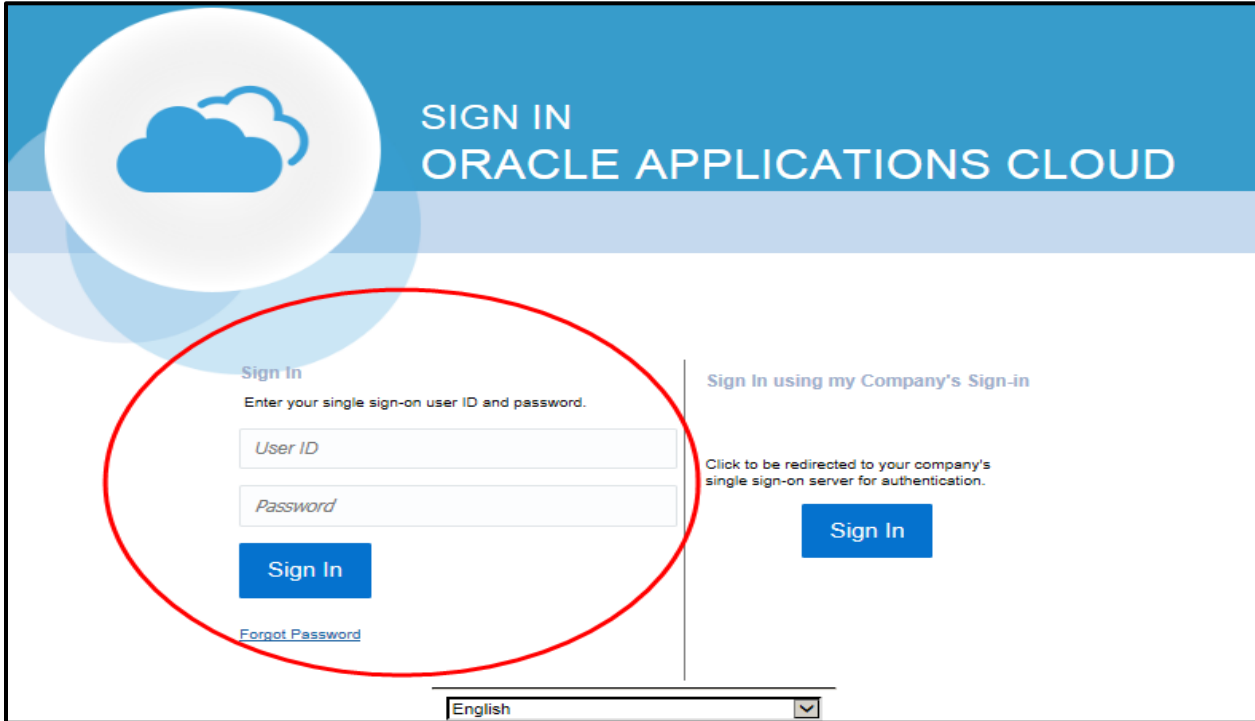 SIGN IN
ORACLE APPLICATIONS CLOUD
Sign In
Enter your single sign-on user ID and password.
User ID
Password
Sign In
Forgot Password
Sign In using my Company's Sign-in
Click to be redirected to your company's
single sign-on server for authentication.
Sign In
English